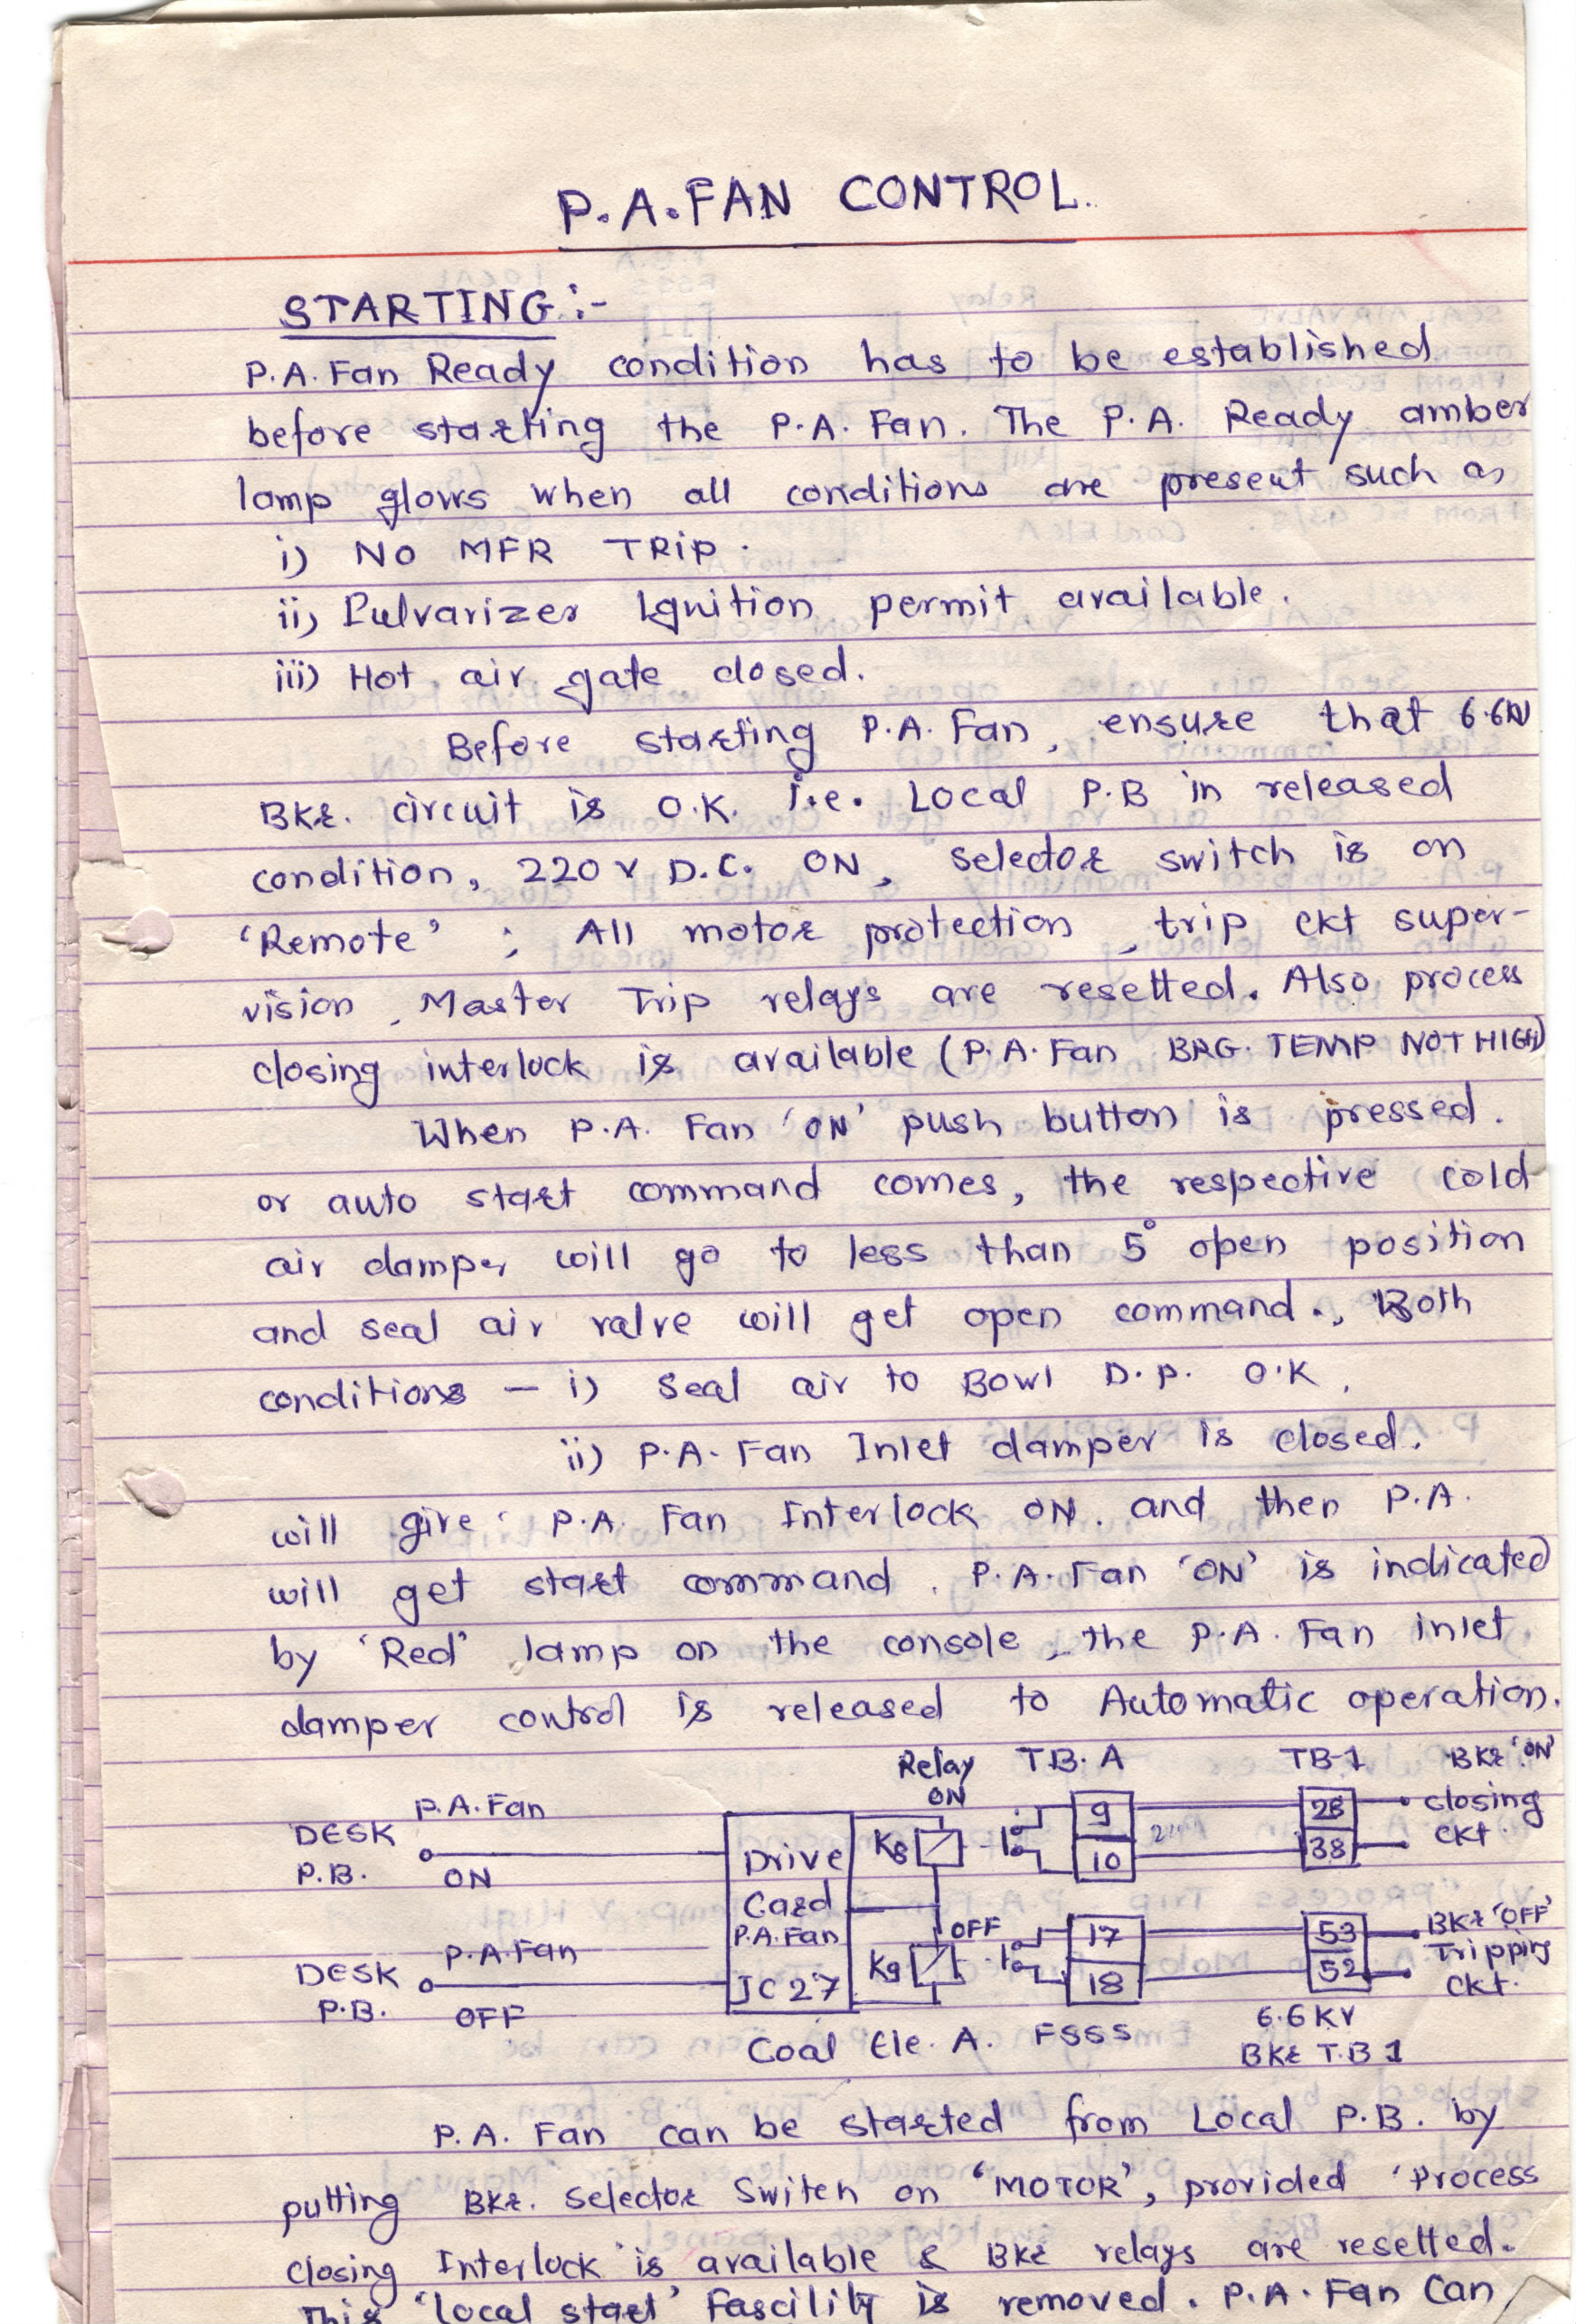 P.A.FAN CONTROL.
STARTING:-
P.A. Fan Ready condition has to be established
before starting the P.A. Fan. The P.A. Ready amber
lamp glows when all conditions are present such as
i) NO MFR TRIP.
ii) Pulvarizer Ignition permit available.
iii) Hot air gate closed.
Before starting P.A. Fan, ensure that 6.6KV
BKR. circuit is O.K. i.e. Local P.B in released
condition, 220 V D.C. ON, selector switch is on
'Remote'; All motor protection, trip ckt super-
vision, Master Trip relays are resetted. Also process
closing interlock is available (P.A. Fan BRG. TEMP NOT HIGH)
When P.A. Fan 'ON' push button is pressed.
or auto start command comes, the respective cold
air damper will go to less than 5° open position
and seal air valve will get open command., Both
conditions - i) Seal air to Bowl D.P. O.K,
ii) P.A. Fan Inlet damper is closed.
will give P.A. Fan Interlock ON. and then P.A.
will get start command. P.A. Fan 'ON' is indicated
by 'Red' lamp on the console, the P.A. Fan inlet
damper control is released to Automatic operation.
Relay T.B. A TB-1 BKR 'ON'
ON
P.A. Fan 9 28 closing
DESK Drive K8 10 38 CKT.
P.B. ON
Card
P.A. Fan OFF 17 53 BKR 'OFF'
P.A. Fan Tripping
DESK JC 27 K9 18 52 CKT.
P.B. OFF
Coal Ele. A. FSSS 6.6 KV
BKR T.B 1
P.A. Fan can be started from Local P.B. by
putting BKR. selector Switch on 'MOTOR', provided 'Process
closing Interlock' is available & BKR relays are resetted.
This 'local start' fascility is removed. P.A. Fan Can